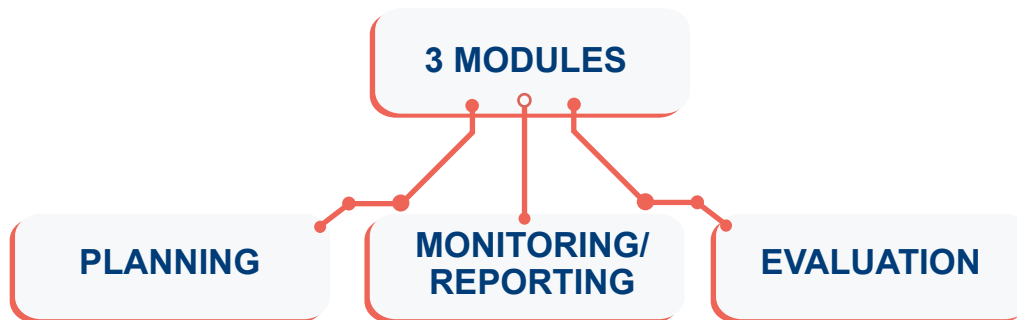 3 MODULES
PLANNING
MONITORING/
REPORTING
EVALUATION